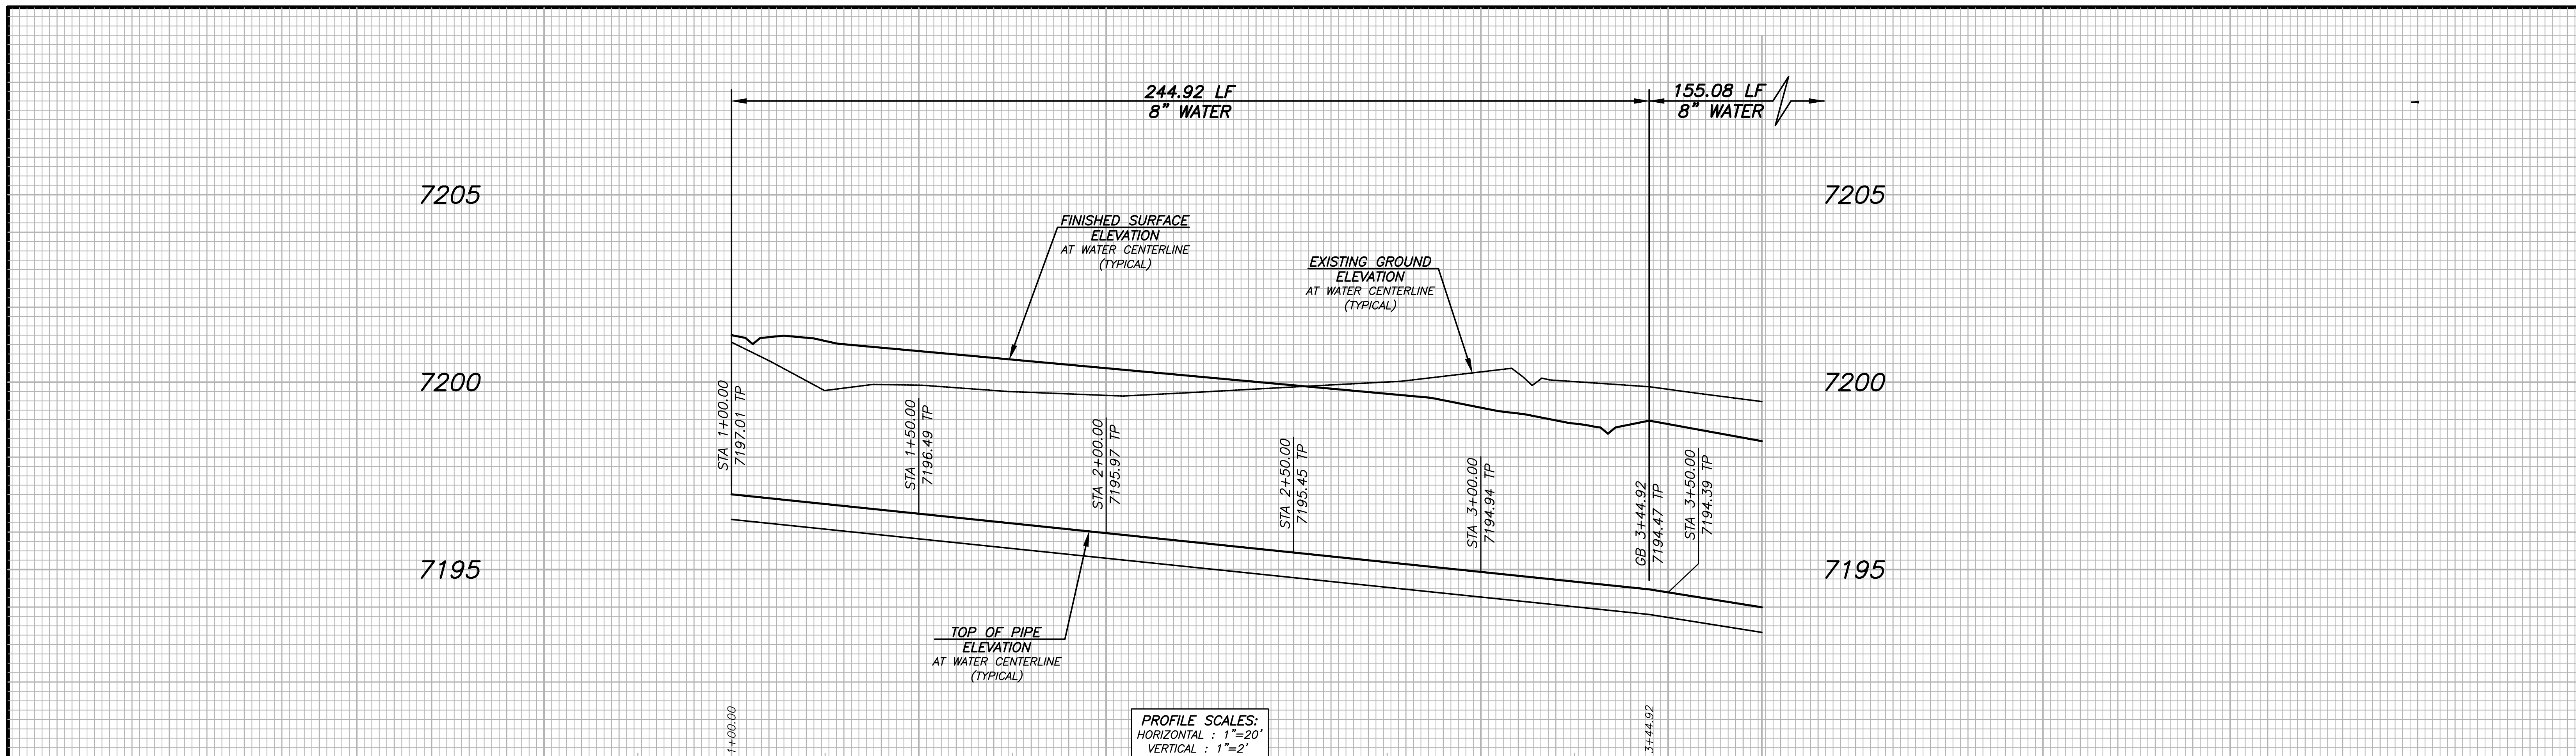 244.92 LF
8" WATER
155.08 LF
8" WATER
7205
7205
FINISHED SURFACE
ELEVATION
AT WATER CENTERLINE
(TYPICAL)
EXISTING GROUND
ELEVATION
AT WATER CENTERLINE
(TYPICAL)
7200
7200
STA 1+00.00
7197.01 TP
STA 1+50.00
7196.49 TP
STA 2+00.00
7195.97 TP
STA 2+50.00
7195.45 TP
STA 3+00.00
7194.94 TP
GB 3+44.92
7194.47 TP
STA 3+50.00
7194.39 TP
7195
7195
TOP OF PIPE
ELEVATION
AT WATER CENTERLINE
(TYPICAL)
1+00.00
PROFILE SCALES:
HORIZONTAL : 1"=20'
VERTICAL : 1"=2'
3+44.92